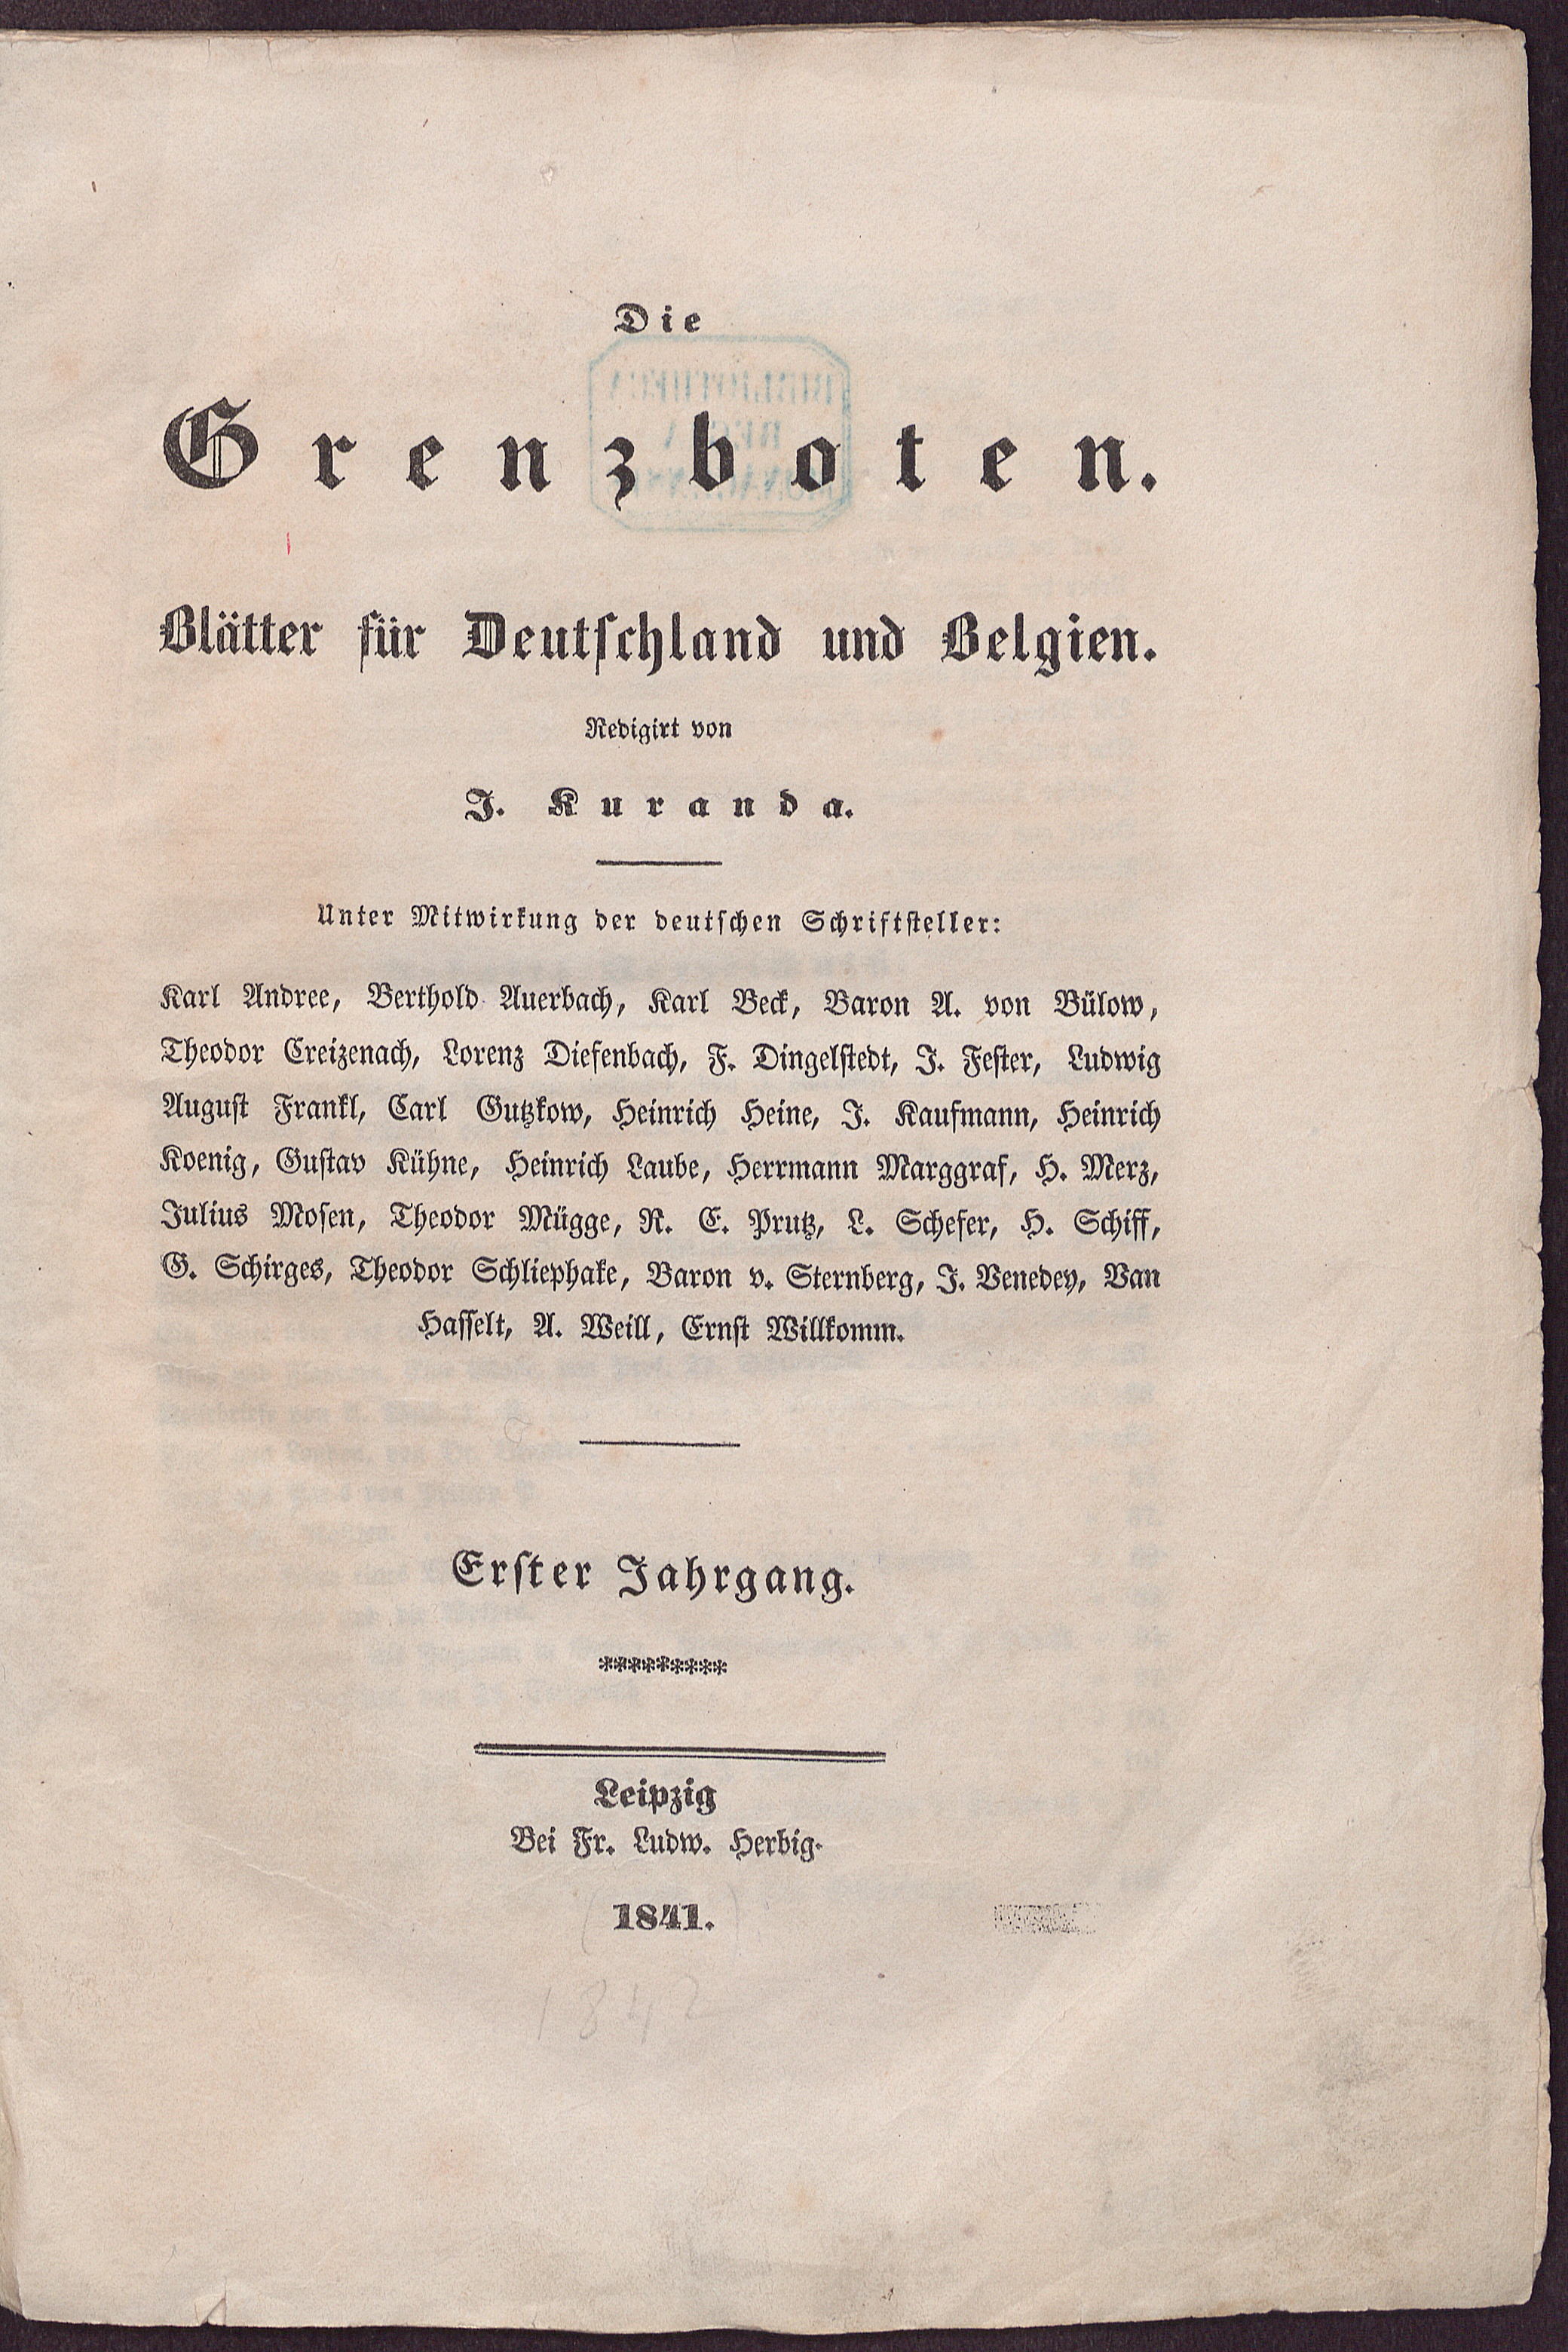 Die
Grenzboten.
Blätter für Deutschland und Belgien.
Redigirt von
J. Kuranda.
Unter Mitwirkung der deutschen Schriftsteller:
Karl Andree, Berthold Auerbach, Karl Beck, Baron A. von Bülow,
Theodor Creizenach, Lorenz Diefenbach, F. Dingelstedt, J. Fester, Ludwig
August Frankl, Carl Gutzkow, Heinrich Heine, J. Kaufmann, Heinrich
Koenig, Gustav Kühne, Heinrich Laube, Herrmann Marggraf, H. Merz,
Julius Mosen, Theodor Mügge, R. E. Prutz, L. Schefer, H. Schiff,
G. Schirges, Theodor Schliephake, Baron v. Sternberg, J. Venedey, Van
Hasselt, A. Weill, Ernst Willkomm.
Erster Jahrgang.
*********
Leipzig
Bei Fr. Ludw. Herbig.
1841.
1842